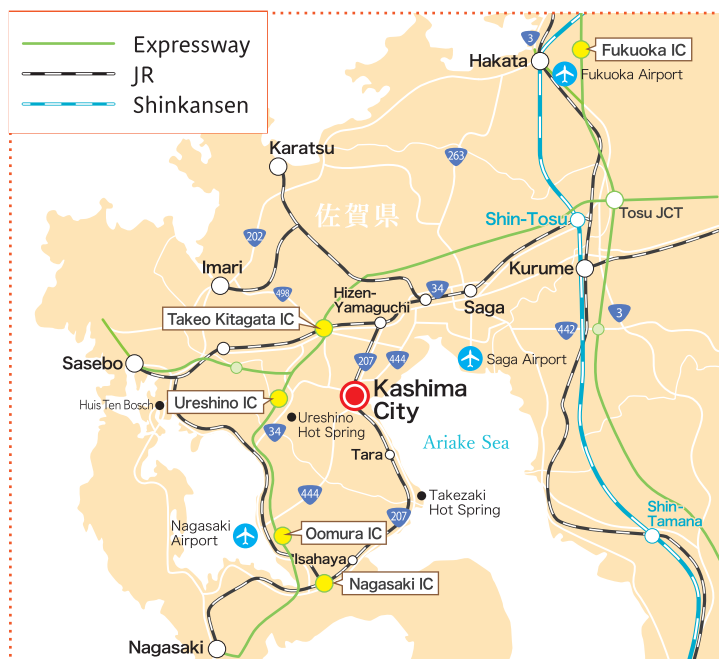 Expressway
JR
Shinkansen
3
Hakata
Fukuoka IC
Fukuoka Airport
Karatsu
263
佐賀県
202
Shin-Tosu
Tosu JCT
Imari
498
Hizen-
Yamaguchi
34
Saga
Kurume
Takeo Kitagata IC
3
442
Sasebo
207
444
Saga Airport
Kashima
City
Huis Ten Bosch
Ureshino IC
Ureshino
Hot Spring
34
Ariake Sea
Tara
444
Takezaki
Hot Spring
207
Nagasaki
Airport
Oomura IC
Shin-
Tamana
Isahaya
Nagasaki IC
Nagasaki